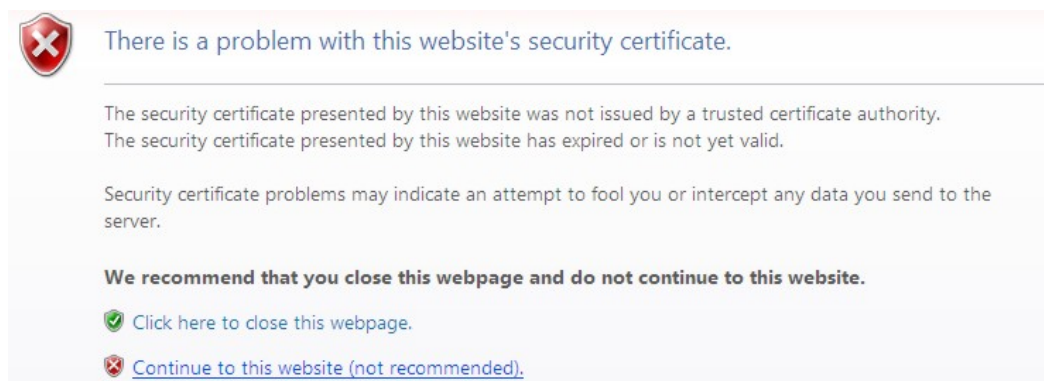 There is a problem with this website's security certificate.
The security certificate presented by this website was not issued by a trusted certificate authority.
The security certificate presented by this website has expired or is not yet valid.
Security certificate problems may indicate an attempt to fool you or intercept any data you send to the
server.
We recommend that you close this webpage and do not continue to this website.
Click here to close this webpage.
Continue to this website (not recommended).